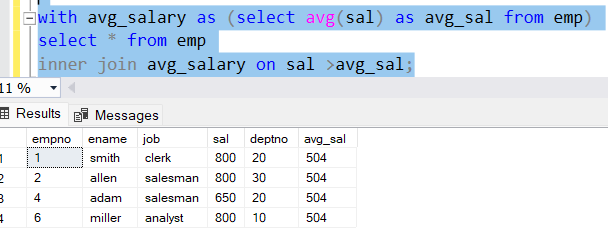 with avg_salary as (select avg(sal) as avg_sal from emp)
select * from emp
inner join avg_salary on sal >avg_sal;
11 %
Results Messages
empno ename job sal deptno avg_sal
1 1 smith clerk 800 20 504
2 2 allen salesman 800 30 504
3 4 adam salesman 650 20 504
4 6 miller analyst 800 10 504